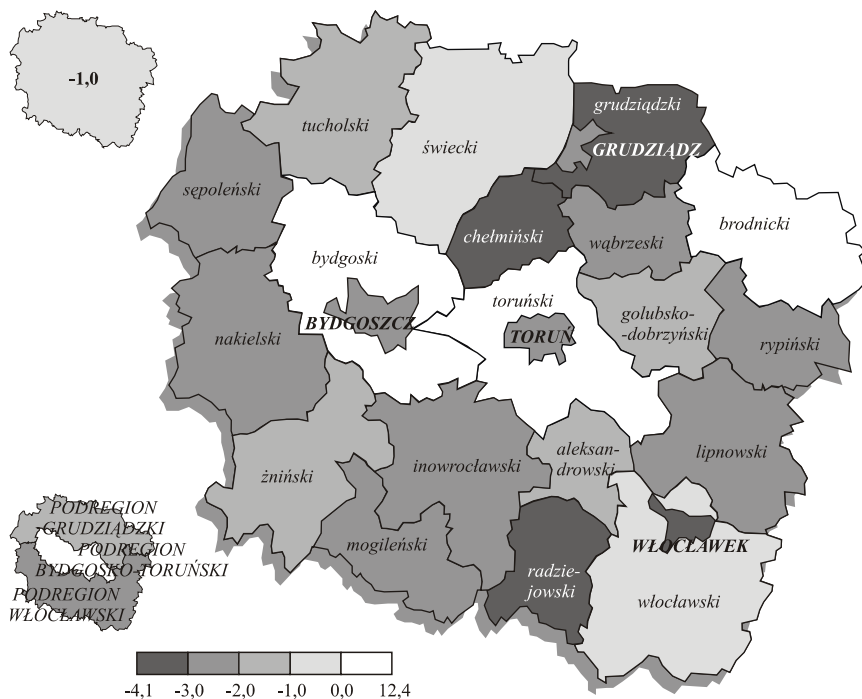 -1,0
tucholski
świecki
grudziądzki
GRUDZIĄDZ
sępoleński
chełmiński
wąbrzeski
brodnicki
bydgoski
toruński
golubsko-
-dobrzyński
BYDGOSZCZ
TORUŃ
nakielski
rypiński
aleksan-
drowski
lipnowski
żniński
inowrocławski
mogileński
radzie-
jowski
WŁOCŁAWEK
włocławski
PODREGION
GRUDZIĄDZKI
PODREGION
BYDGOSKO-TORUŃSKI
PODREGION
WŁOCŁAWSKI
-4,1 -3,0 -2,0 -1,0 0,0 12,4